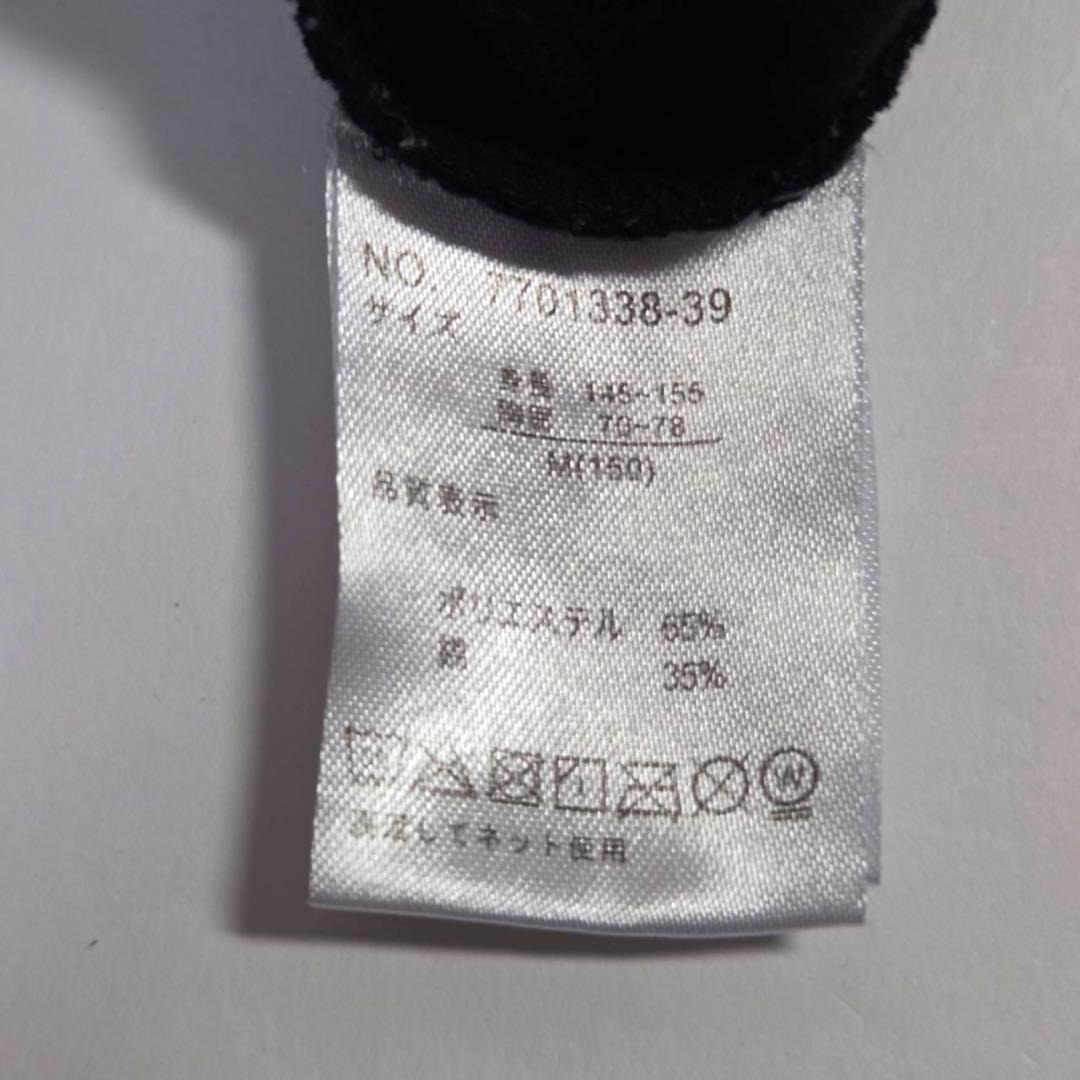 NO. 7701338-39
サイズ
身長 145~155
胸囲 70~78
M(150)
品質表示
ポリエステル 65%
綿 35%
W
裏返してネット使用